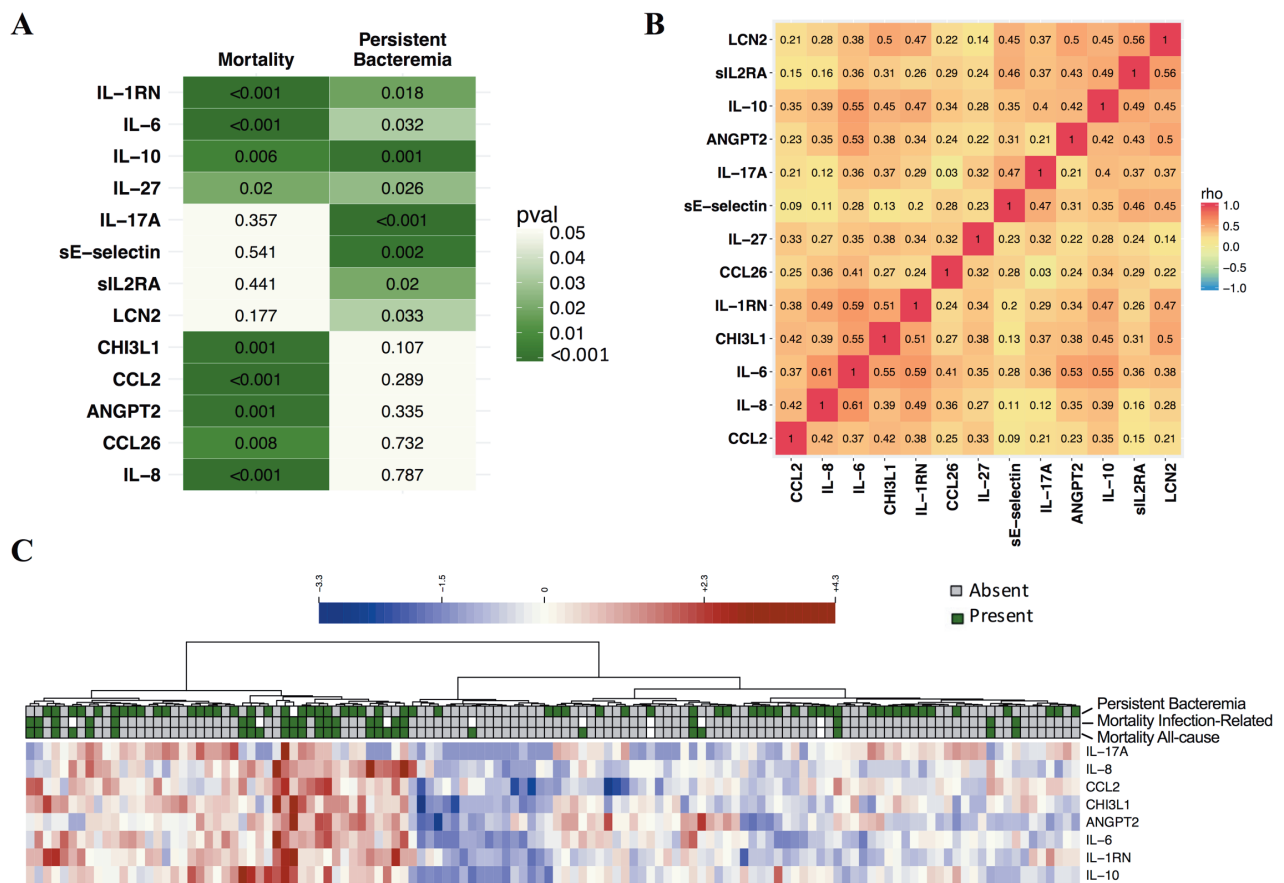 A
Mortality
Persistent
Bacteremia
IL-1RN <0.001 0.018
IL-6 <0.001 0.032
IL-10 0.006 0.001
IL-27 0.02 0.026
IL-17A 0.357 <0.001
sE-selectin 0.541 0.002
sIL2RA 0.441 0.02
LCN2 0.177 0.033
CHI3L1 0.001 0.107
CCL2 <0.001 0.289
ANGPT2 0.001 0.335
CCL26 0.008 0.732
IL-8 <0.001 0.787
pval
0.05
0.04
0.03
0.02
0.01
<0.001
B
LCN2 0.21 0.28 0.38 0.5 0.47 0.22 0.14 0.45 0.37 0.5 0.45 0.56 1
sIL2RA 0.15 0.16 0.36 0.31 0.26 0.29 0.24 0.46 0.37 0.43 0.49 1 0.56
IL-10 0.35 0.39 0.55 0.45 0.47 0.34 0.28 0.35 0.4 0.42 1 0.49 0.45
ANGPT2 0.23 0.35 0.53 0.38 0.34 0.24 0.22 0.31 0.21 1 0.42 0.43 0.5
IL-17A 0.21 0.12 0.36 0.37 0.29 0.03 0.32 0.47 1 0.21 0.4 0.37 0.37
sE-selectin 0.09 0.11 0.28 0.13 0.2 0.28 0.23 1 0.47 0.31 0.35 0.46 0.45
IL-27 0.33 0.27 0.35 0.38 0.34 0.32 1 0.23 0.32 0.22 0.28 0.24 0.14
CCL26 0.25 0.36 0.41 0.27 0.24 1 0.32 0.28 0.03 0.24 0.34 0.29 0.22
IL-1RN 0.38 0.49 0.59 0.51 1 0.24 0.34 0.2 0.29 0.34 0.47 0.26 0.47
CHI3L1 0.42 0.39 0.55 1 0.51 0.27 0.38 0.13 0.37 0.38 0.45 0.31 0.5
IL-6 0.37 0.61 1 0.55 0.59 0.41 0.35 0.28 0.36 0.53 0.55 0.36 0.38
IL-8 0.42 1 0.61 0.39 0.49 0.36 0.27 0.11 0.12 0.35 0.39 0.16 0.28
CCL2 1 0.42 0.37 0.42 0.38 0.25 0.33 0.09 0.21 0.23 0.35 0.15 0.21
CCL2 IL-8 IL-6 CHI3L1 IL-1RN CCL26 IL-27 sE-selectin IL-17A ANGPT2 IL-10 sIL2RA LCN2
rho
1.0
0.5
0.0
-0.5
-1.0
C
-3.3 -1.5 0 +2.3 +4.3
Absent
Present
Persistent Bacteremia
Mortality Infection-Related
Mortality All-cause
IL-17A
IL-8
CCL2
CHI3L1
ANGPT2
IL-6
IL-1RN
IL-10